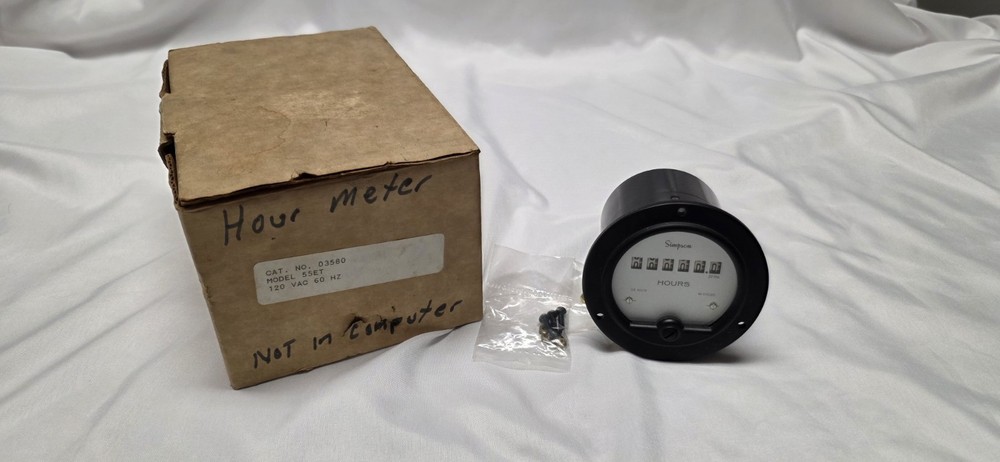 Hour Meter
CAT. NO. 03580
MODEL 55ET
120 VAC 60 HZ
NOT in Computer
Simpson
HOURS